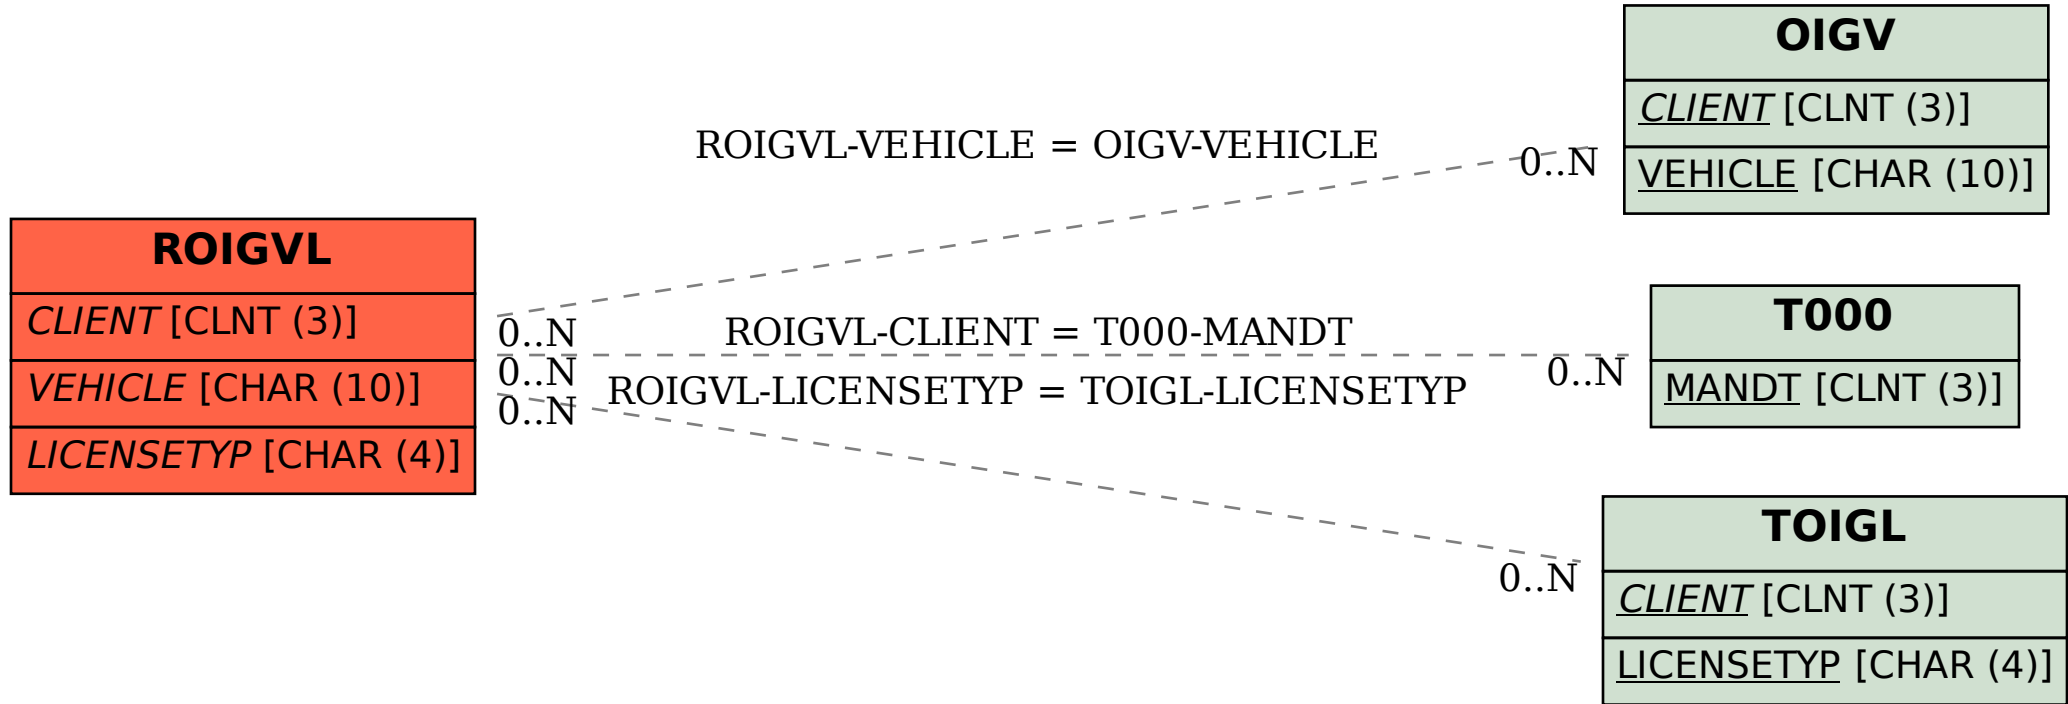 OIGV
CLIENT [CLNT (3)]
VEHICLE [CHAR (10)]
ROIGVL-VEHICLE = OIGV-VEHICLE
0..N
ROIGVL
CLIENT [CLNT (3)]
VEHICLE [CHAR (10)]
LICENSETYP [CHAR (4)]
0..N
ROIGVL-CLIENT = T000-MANDT
0..N
0..N
ROIGVL-LICENSETYP = TOIGL-LICENSETYP
0..N
T000
MANDT [CLNT (3)]
0..N
TOIGL
CLIENT [CLNT (3)]
LICENSETYP [CHAR (4)]